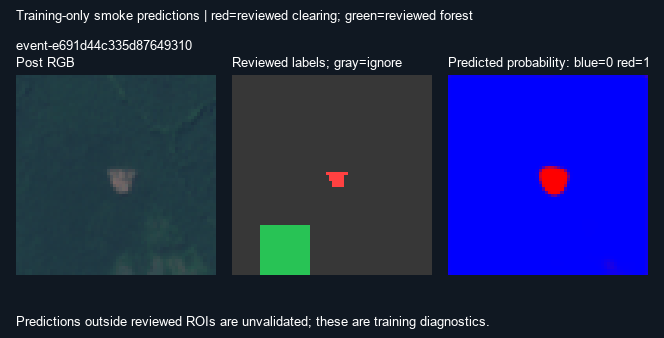 Training-only smoke predictions | red=reviewed clearing; green=reviewed forest
event-e691d44c335d87649310
Post RGB
Reviewed labels; gray=ignore
Predicted probability: blue=0 red=1
Predictions outside reviewed ROIs are unvalidated; these are training diagnostics.